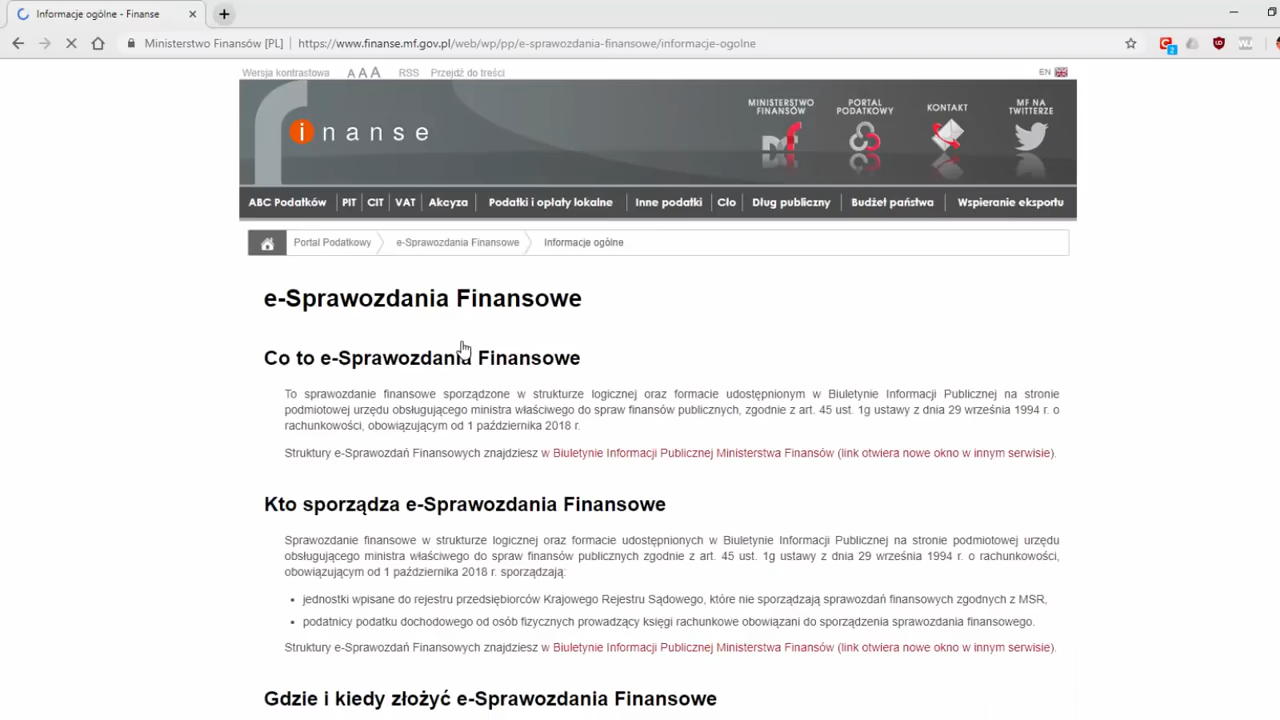 Informacje ogólne - Finanse
Ministerstwo Finansów [PL] https://www.finanse.mf.gov.pl/web/wp/pp/e-sprawozdania-finansowe/informacje-ogolne
2
Wersja kontrastowa A A A RSS Przejdź do treści EN
finanse
MINISTERSTWO FINANSÓW
PORTAL PODATKOWY
KONTAKT
MF NA TWITTERZE
ABC Podatków PIT CIT VAT Akcyza Podatki i opłaty lokalne Inne podatki Cło Dług publiczny Budżet państwa Wspieranie eksportu
Portal Podatkowy e-Sprawozdania Finansowe Informacje ogólne
e-Sprawozdania Finansowe
Co to e-Sprawozdania Finansowe
To sprawozdanie finansowe sporządzone w strukturze logicznej oraz formacie udostępnionym w Biuletynie Informacji Publicznej na stronie
podmiotowej urzędu obsługującego ministra właściwego do spraw finansów publicznych, zgodnie z art. 45 ust. 1g ustawy z dnia 29 września 1994 r. o
rachunkowości, obowiązującym od 1 października 2018 r.
Struktury e-Sprawozdań Finansowych znajdziesz w Biuletynie Informacji Publicznej Ministerstwa Finansów (link otwiera nowe okno w innym serwisie).
Kto sporządza e-Sprawozdania Finansowe
Sprawozdanie finansowe w strukturze logicznej oraz formacie udostępnionych w Biuletynie Informacji Publicznej na stronie podmiotowej urzędu
obsługującego ministra właściwego do spraw finansów publicznych zgodnie z art. 45 ust. 1g ustawy z dnia 29 września 1994 r. o rachunkowości,
obowiązującym od 1 października 2018 r. sporządzają:
• jednostki wpisane do rejestru przedsiębiorców Krajowego Rejestru Sądowego, które nie sporządzają sprawozdań finansowych zgodnych z MSR,
• podatnicy podatku dochodowego od osób fizycznych prowadzący księgi rachunkowe obowiązani do sporządzenia sprawozdania finansowego.
Struktury e-Sprawozdań Finansowych znajdziesz w Biuletynie Informacji Publicznej Ministerstwa Finansów (link otwiera nowe okno w innym serwisie).
Gdzie i kiedy złożyć e-Sprawozdania Finansowe